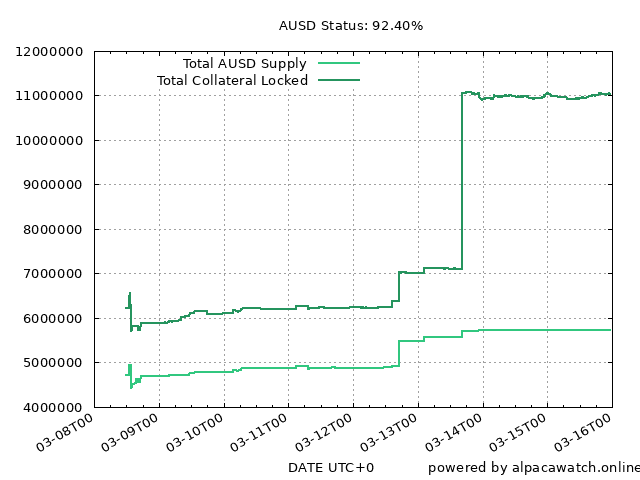 AUSD Status: 92.40%
Total AUSD Supply
Total Collateral Locked
12000000
11000000
10000000
9000000
8000000
7000000
6000000
5000000
4000000
03-08T00
03-09T00
03-10T00
03-11T00
03-12T00
03-13T00
03-14T00
03-15T00
03-16T00
DATE UTC+0
powered by alpacawatch.online